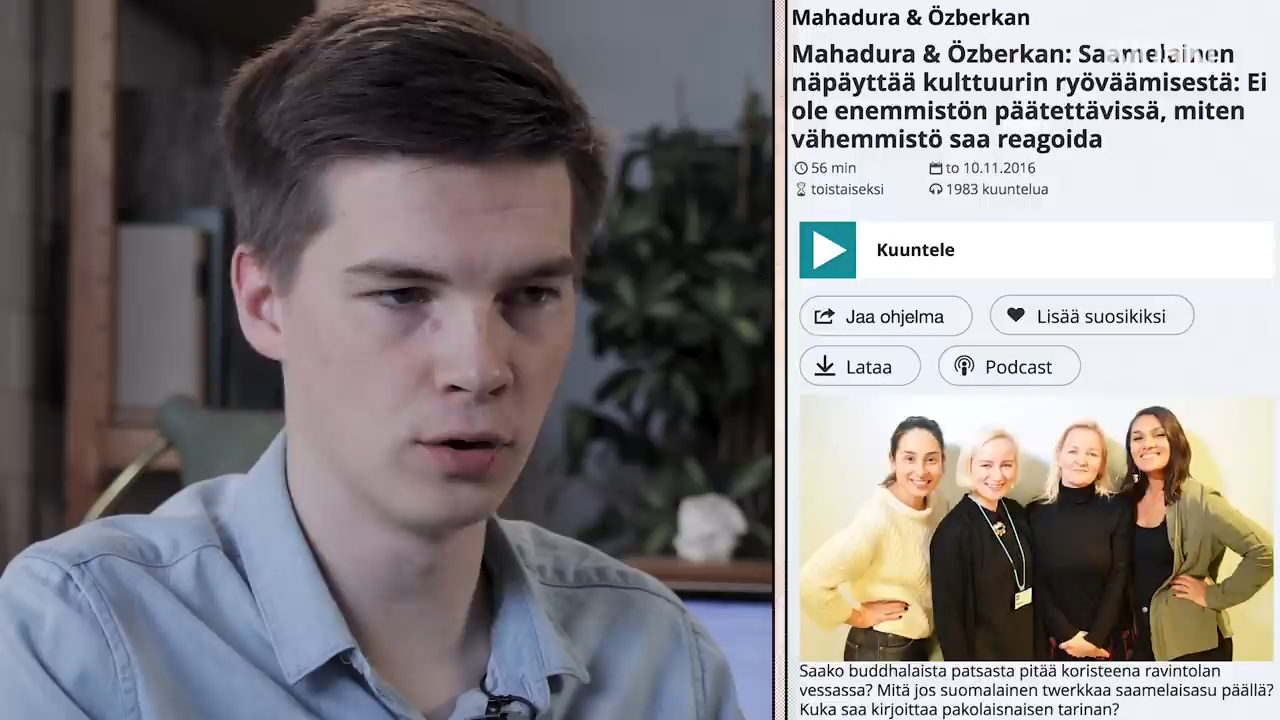 Mahadura & Özberkan
Mahadura & Özberkan: Saamelainen
näpäyttää kulttuurin ryöväämisestä: Ei
ole enemmistön päätettävissä, miten
vähemmistö saa reagoida
56 min
to 10.11.2016
toistaiseksi
1983 kuuntelua
Kuuntele
Jaa ohjelma
Lisää suosikiksi
Lataa
Podcast
Saako buddhalaista patsasta pitää koristeena ravintolan
vessassa? Mitä jos suomalainen twerkkaa saamelaisasu päällä?
Kuka saa kirjoittaa pakolaisnaisen tarinan?